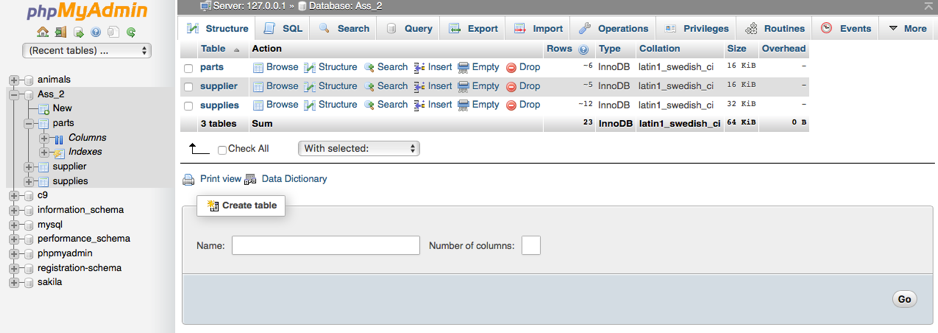 phpMyAdmin
(Recent tables) ...
animals
Ass_2
New
parts
Columns
Indexes
supplier
supplies
c9
information_schema
mysql
performance_schema
phpmyadmin
registration-schema
sakila
Server: 127.0.0.1 » Database: Ass_2
Structure SQL Search Query Export Import Operations Privileges Routines Events More
Table Action Rows Type Collation Size Overhead
parts Browse Structure Search Insert Empty Drop ~6 InnoDB latin1_swedish_ci 16 KiB -
supplier Browse Structure Search Insert Empty Drop ~5 InnoDB latin1_swedish_ci 16 KiB -
supplies Browse Structure Search Insert Empty Drop ~12 InnoDB latin1_swedish_ci 32 KiB -
3 tables Sum 23 InnoDB latin1_swedish_ci 64 KiB 0 B
Check All With selected:
Print view Data Dictionary
Create table
Name: Number of columns:
Go